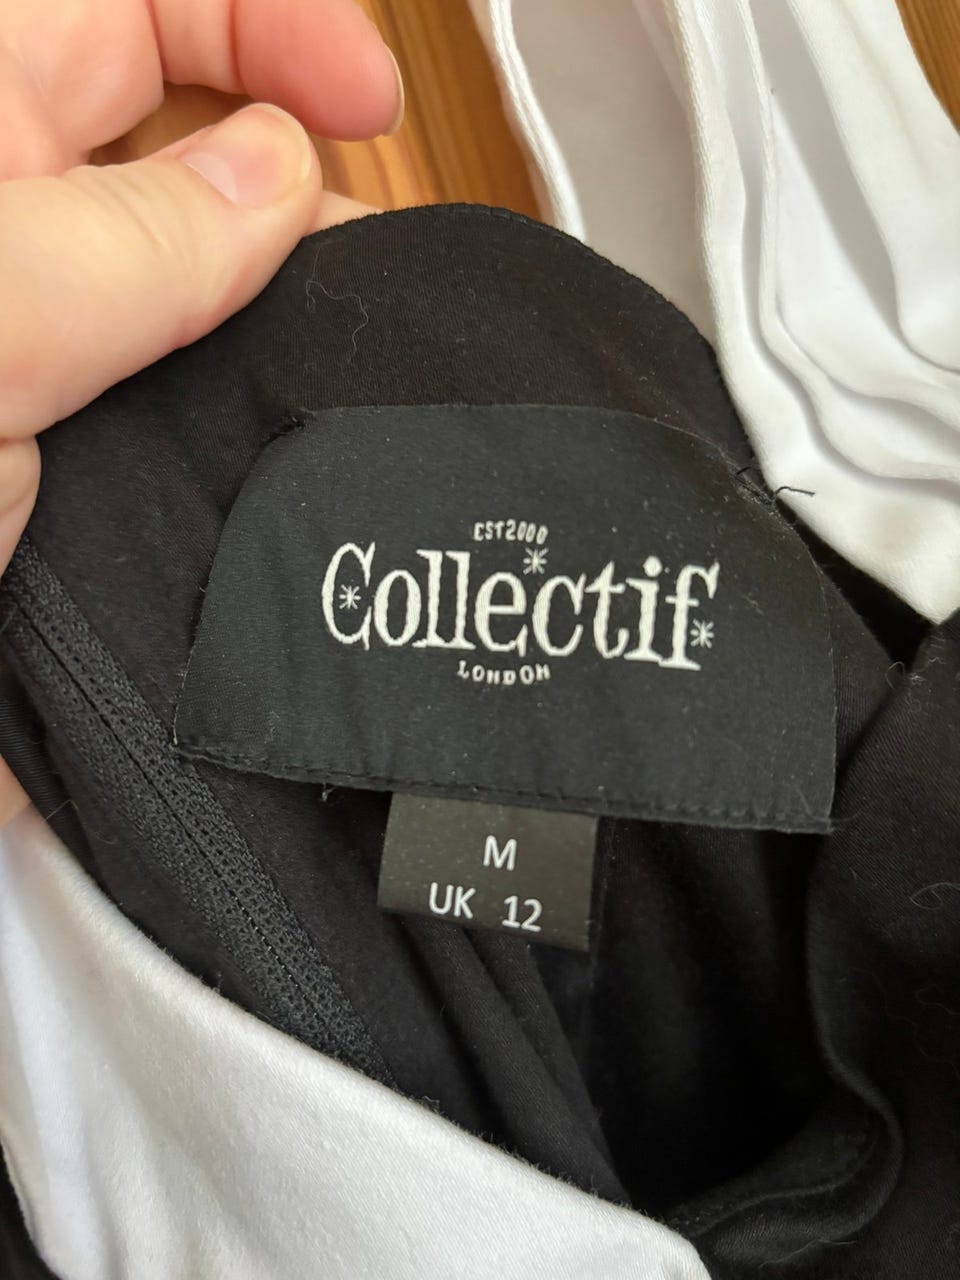 EST2000
Collectif
LONDON
M
UK 12